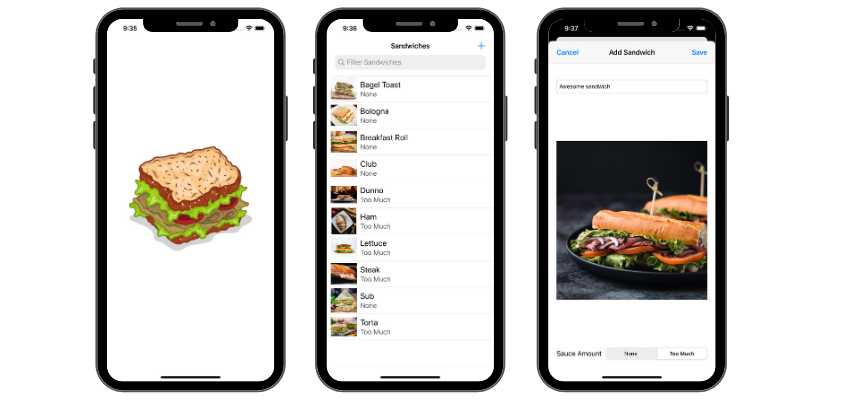 9:35
9:36
Sandwiches
+
Filter Sandwiches
Bagel Toast
None
Bologna
None
Breakfast Roll
None
Club
None
Dunno
Too Much
Ham
Too Much
Lettuce
Too Much
Steak
Too Much
Sub
None
Torta
Too Much
9:37
Cancel Add Sandwich Save
Awesome sandwich
Sauce Amount None Too Much